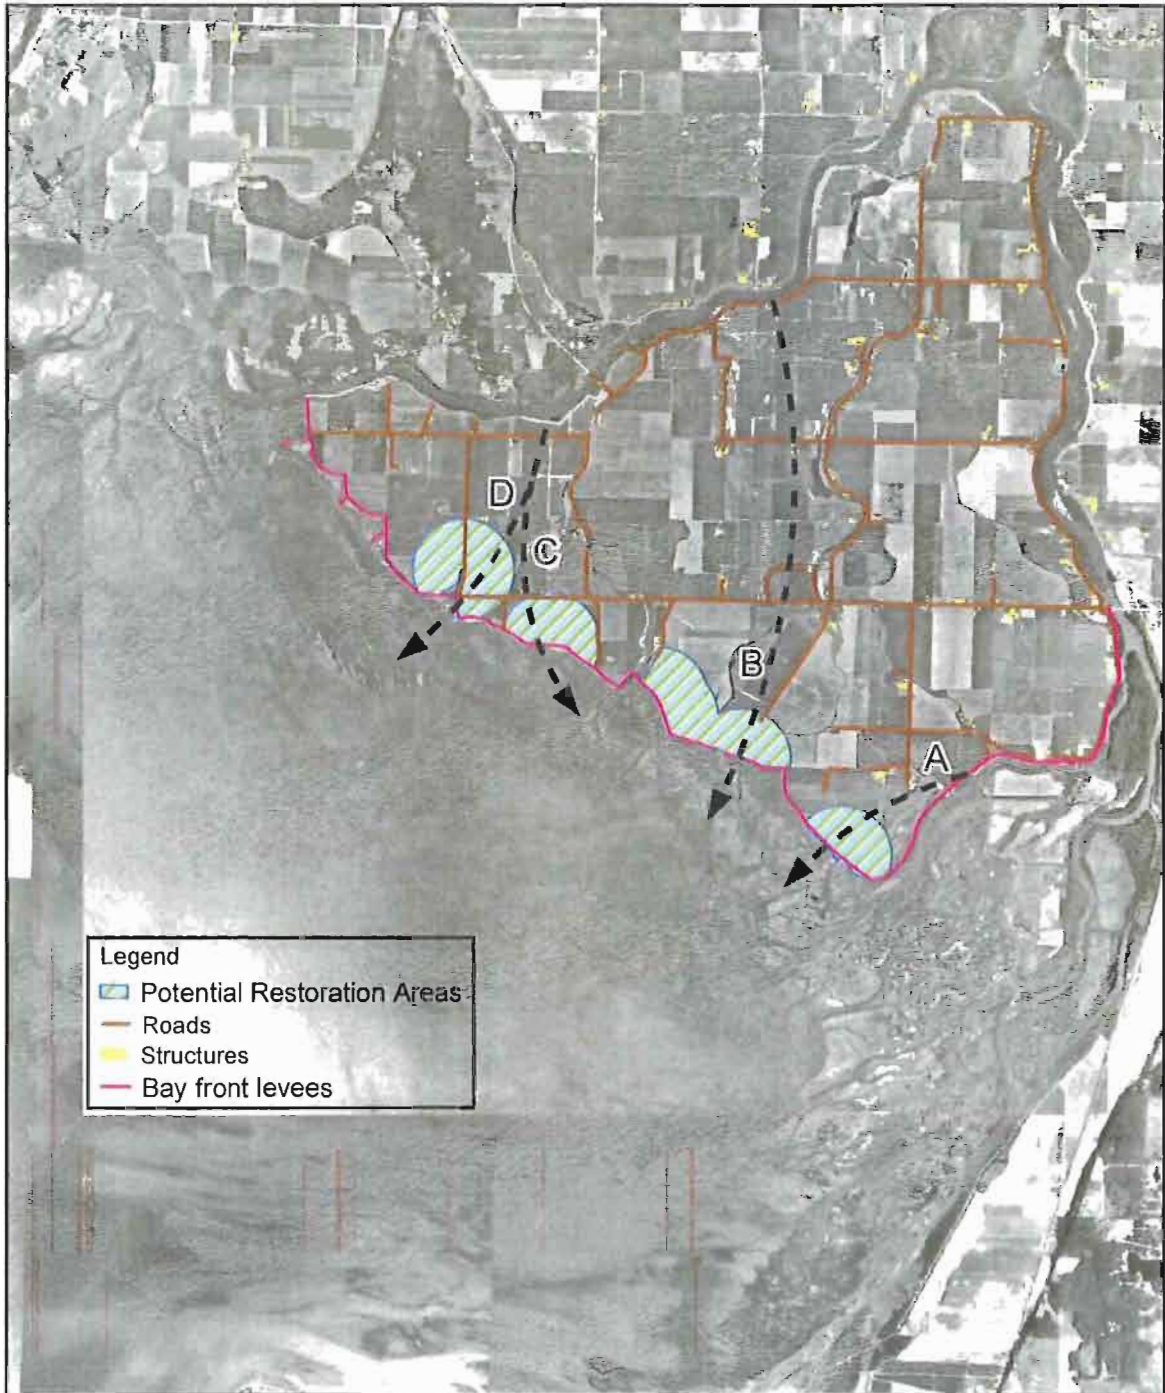 D
C
B
A
Legend
Potential Restoration Areas
Roads
Structures
Bay front levees